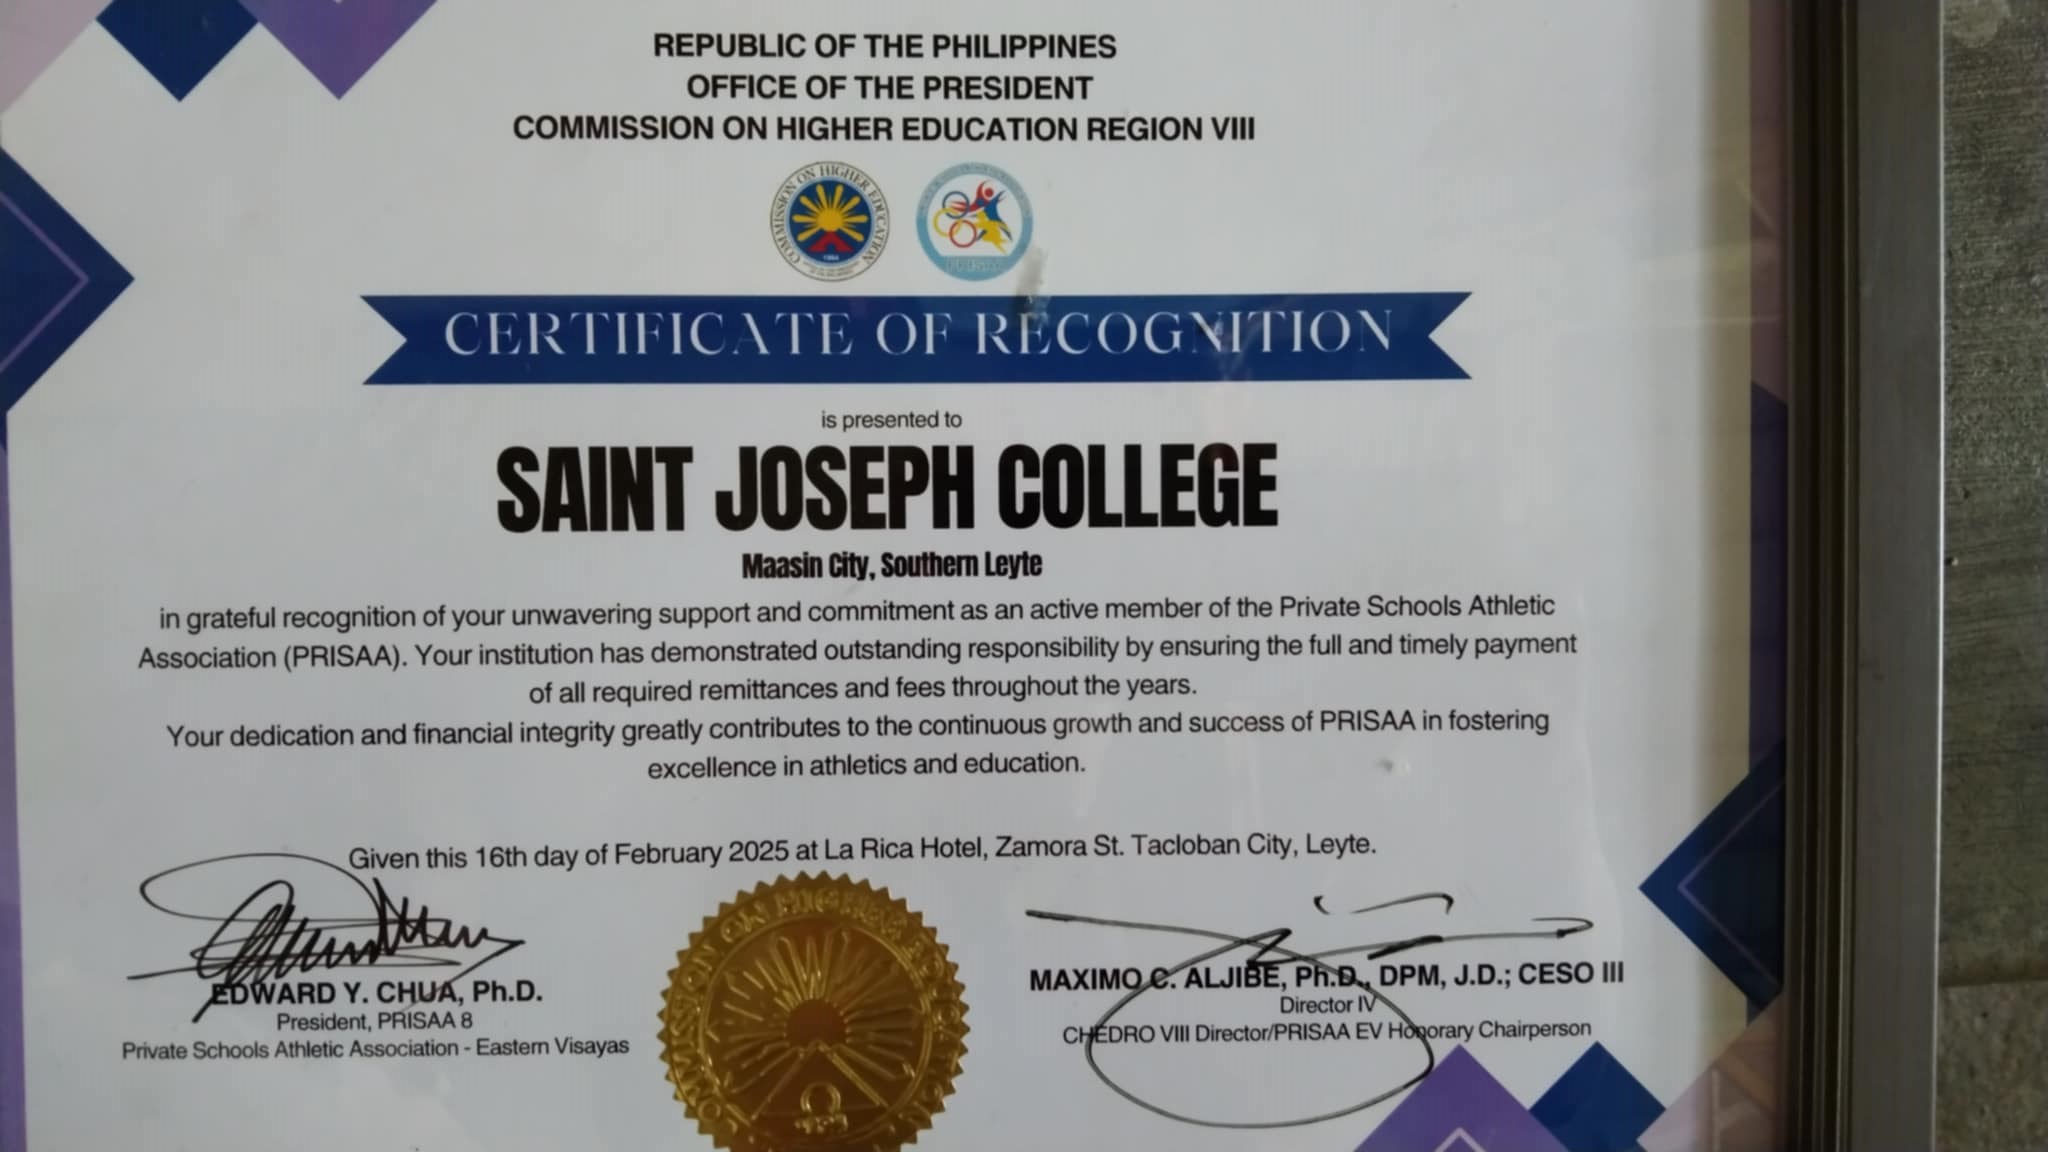 REPUBLIC OF THE PHILIPPINES
OFFICE OF THE PRESIDENT
COMMISSION ON HIGHER EDUCATION REGION VIII
COMMISSION ON HIGHER EDUCATION
1994
PRISAA
CERTIFICATE OF RECOGNITION
is presented to
SAINT JOSEPH COLLEGE
Maasin City, Southern Leyte
in grateful recognition of your unwavering support and commitment as an active member of the Private Schools Athletic
Association (PRISAA). Your institution has demonstrated outstanding responsibility by ensuring the full and timely payment
of all required remittances and fees throughout the years.
Your dedication and financial integrity greatly contributes to the continuous growth and success of PRISAA in fostering
excellence in athletics and education.
Given this 16th day of February 2025 at La Rica Hotel, Zamora St. Tacloban City, Leyte.
EDWARD Y. CHUA, Ph.D.
President, PRISAA 8
Private Schools Athletic Association - Eastern Visayas
MAXIMO C. ALJIBE, Ph.D., DPM, J.D.; CESO III
Director IV
CHEDRO VIII Director/PRISAA EV Honorary Chairperson